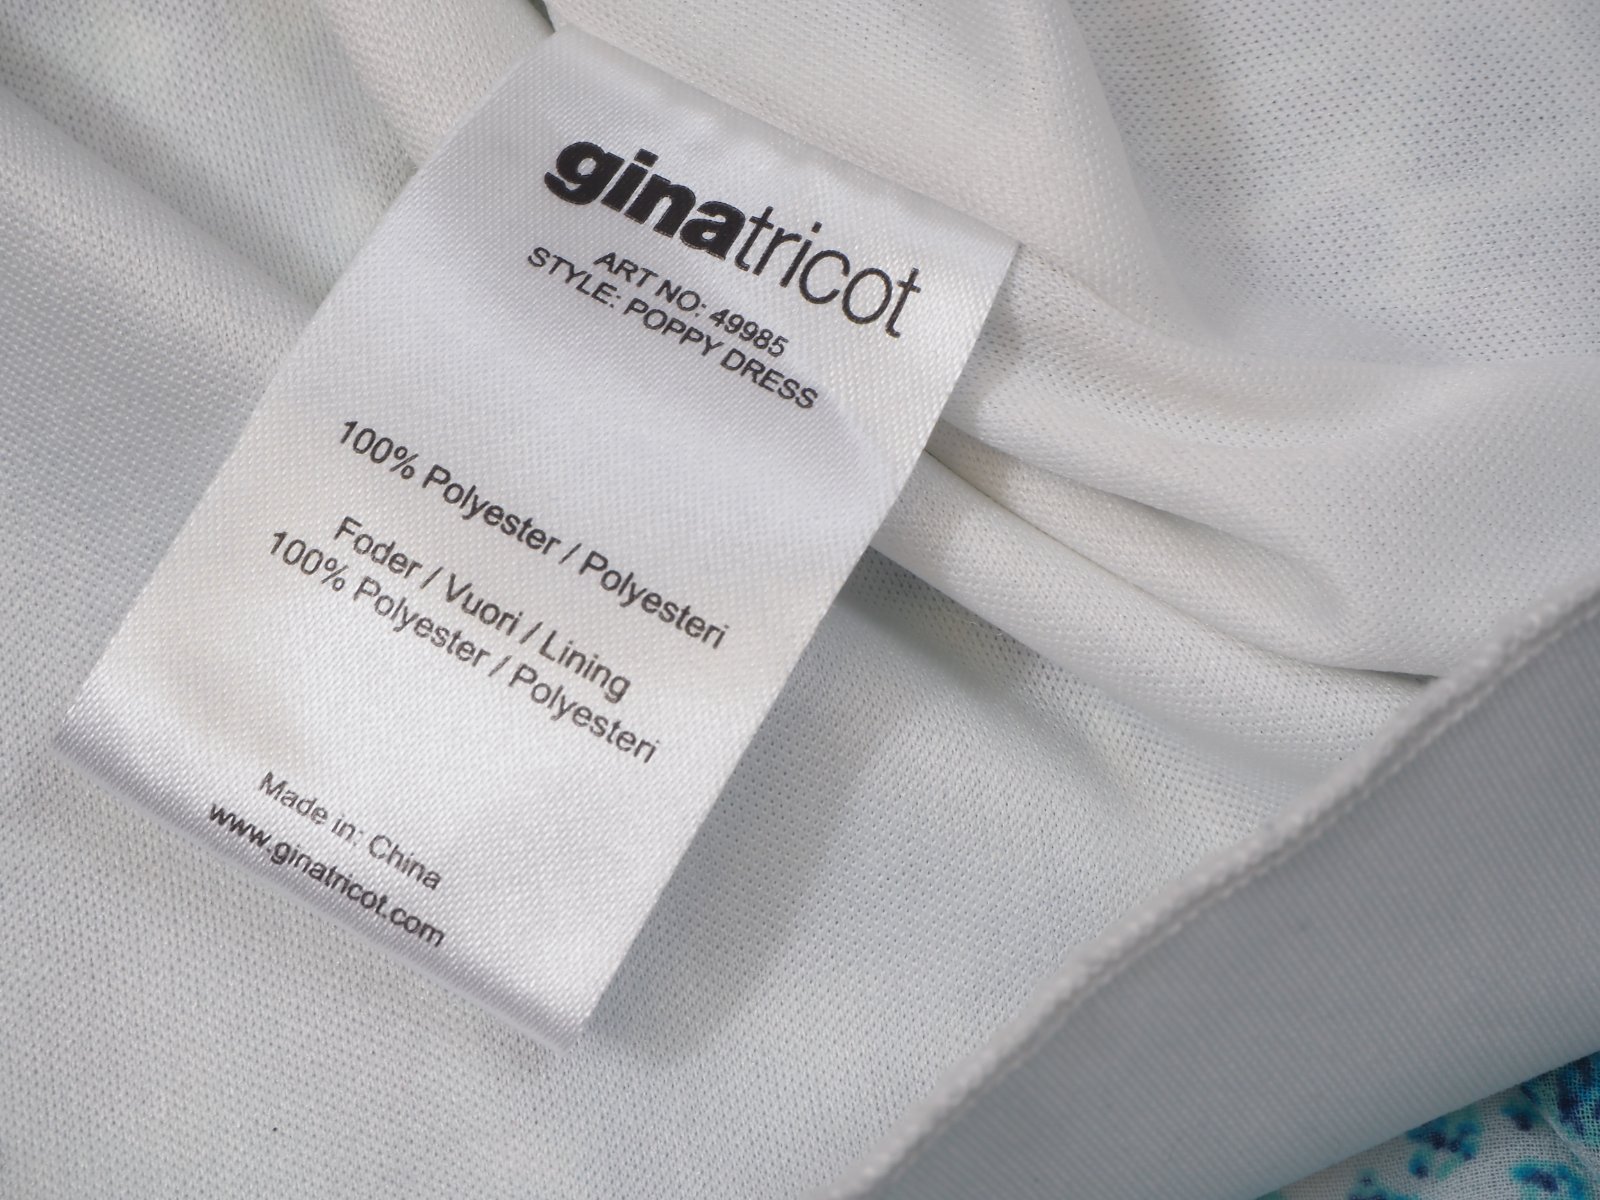 ginatricot
ART NO: 49985
STYLE: POPPY DRESS
100% Polyester / Polyesteri
Foder / Vuori / Lining
100% Polyester / Polyesteri
Made in: China
www.ginatricot.com